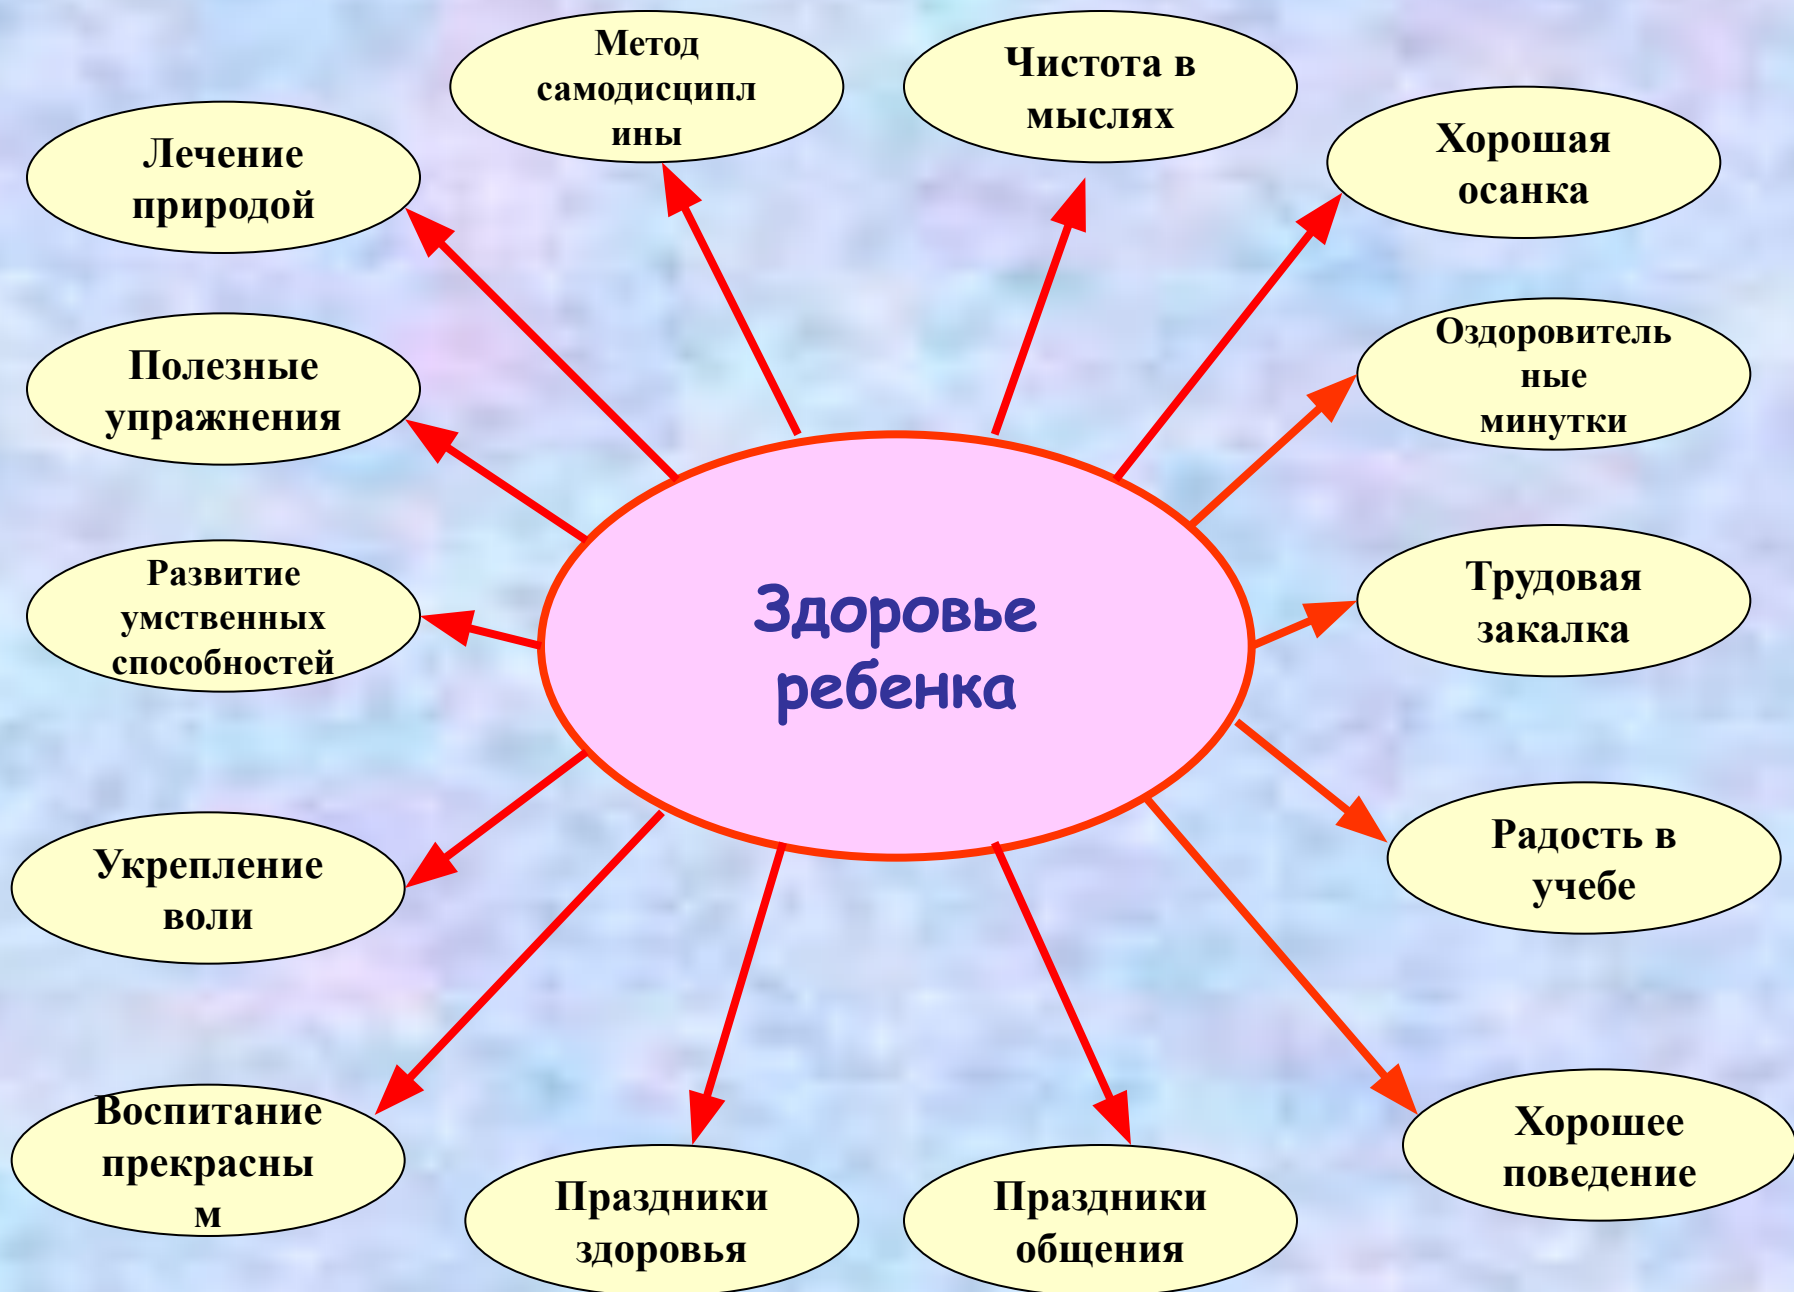 Метод
самодисципл
ины
Чистота в
мыслях
Лечение
природой
Хорошая
осанка
Полезные
упражнения
Оздоровитель
ные
минутки
Развитие
умственных
способностей
Здоровье
ребенка
Трудовая
закалка
Укрепление
воли
Радость в
учебе
Воспитание
прекрасны
м
Праздники
здоровья
Праздники
общения
Хорошее
поведение